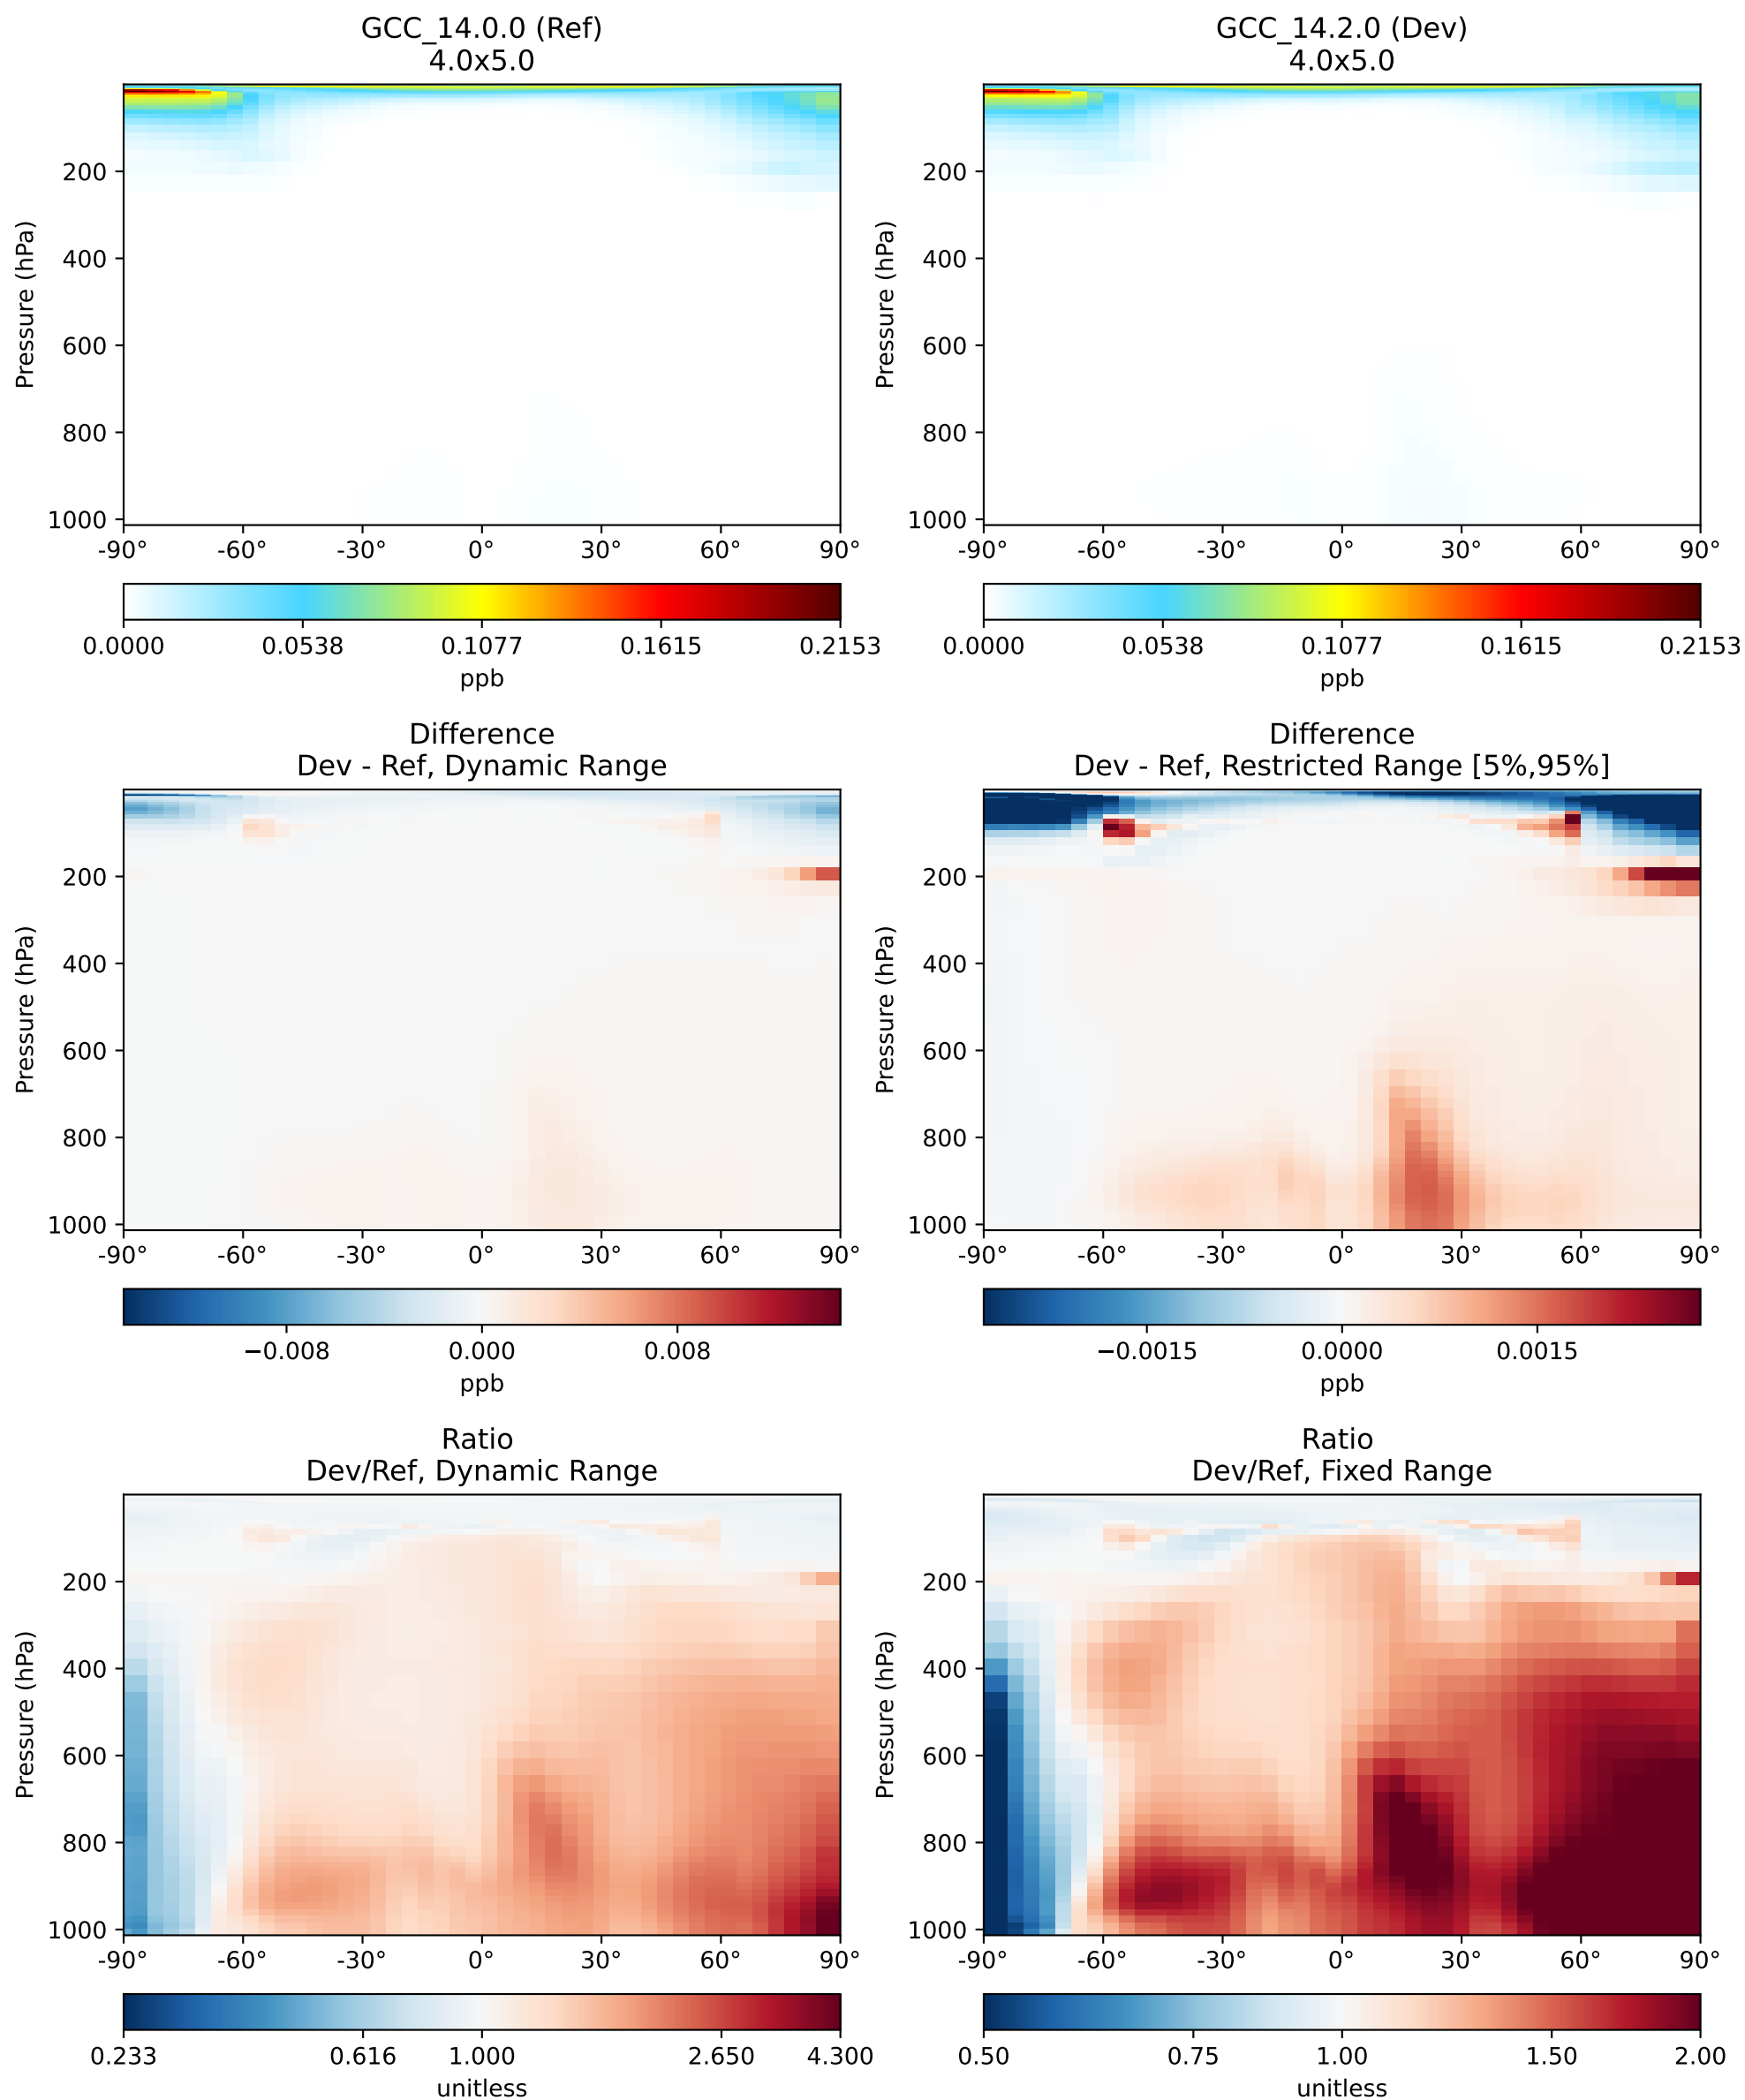 GCC_14.0.0 (Ref)
4.0x5.0
GCC_14.2.0 (Dev)
4.0x5.0
Pressure (hPa)
200
400
600
800
1000
-90° -60° -30° 0° 30° 60° 90°
0.0000 0.0538 0.1077 0.1615 0.2153
ppb
Pressure (hPa)
200
400
600
800
1000
-90° -60° -30° 0° 30° 60° 90°
0.0000 0.0538 0.1077 0.1615 0.2153
ppb
Difference
Dev - Ref, Dynamic Range
Pressure (hPa)
200
400
600
800
1000
-90° -60° -30° 0° 30° 60° 90°
−0.008 0.000 0.008
ppb
Difference
Dev - Ref, Restricted Range [5%,95%]
Pressure (hPa)
200
400
600
800
1000
-90° -60° -30° 0° 30° 60° 90°
−0.0015 0.0000 0.0015
ppb
Ratio
Dev/Ref, Dynamic Range
Pressure (hPa)
200
400
600
800
1000
-90° -60° -30° 0° 30° 60° 90°
0.233 0.616 1.000 2.650 4.300
unitless
Ratio
Dev/Ref, Fixed Range
Pressure (hPa)
200
400
600
800
1000
-90° -60° -30° 0° 30° 60° 90°
0.50 0.75 1.00 1.50 2.00
unitless